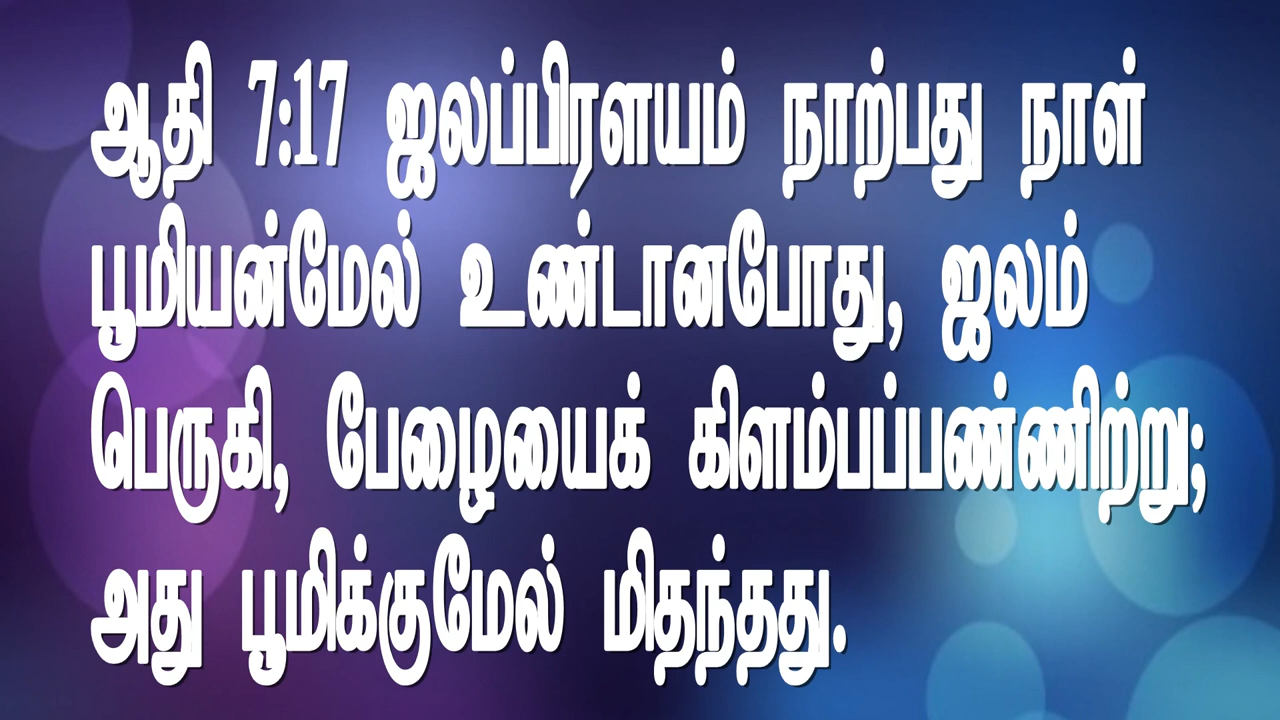 ஆதி 7:17 ஜலப்பிரளயம் நாற்பது நாள்
பூமியன்மேல் உண்டானபோது, ஜலம்
பெருகி, பேழையைக் கிளம்பப்பண்ணிற்று;
அது பூமிக்குமேல் மிதந்தது.